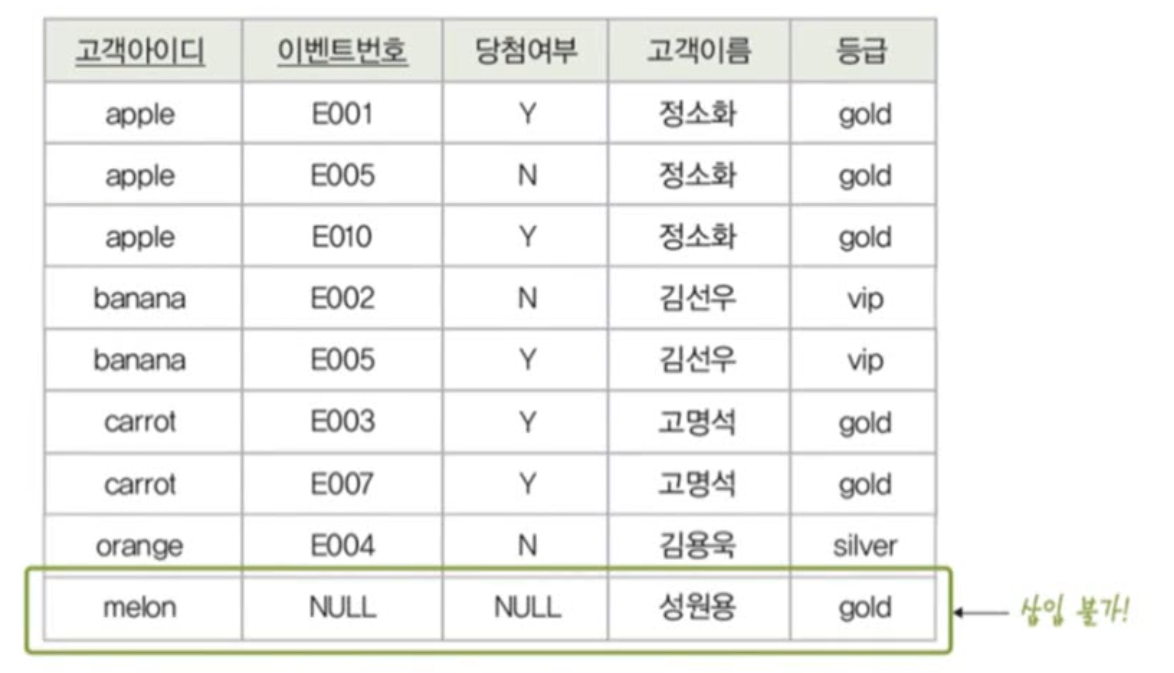 고객아이디 이벤트번호 당첨여부 고객이름 등급
apple E001 Y 정소화 gold
apple E005 N 정소화 gold
apple E010 Y 정소화 gold
banana E002 N 김선우 vip
banana E005 Y 김선우 vip
carrot E003 Y 고명석 gold
carrot E007 Y 고명석 gold
orange E004 N 김용욱 silver
melon NULL NULL 성원용 gold
삽입 불가!